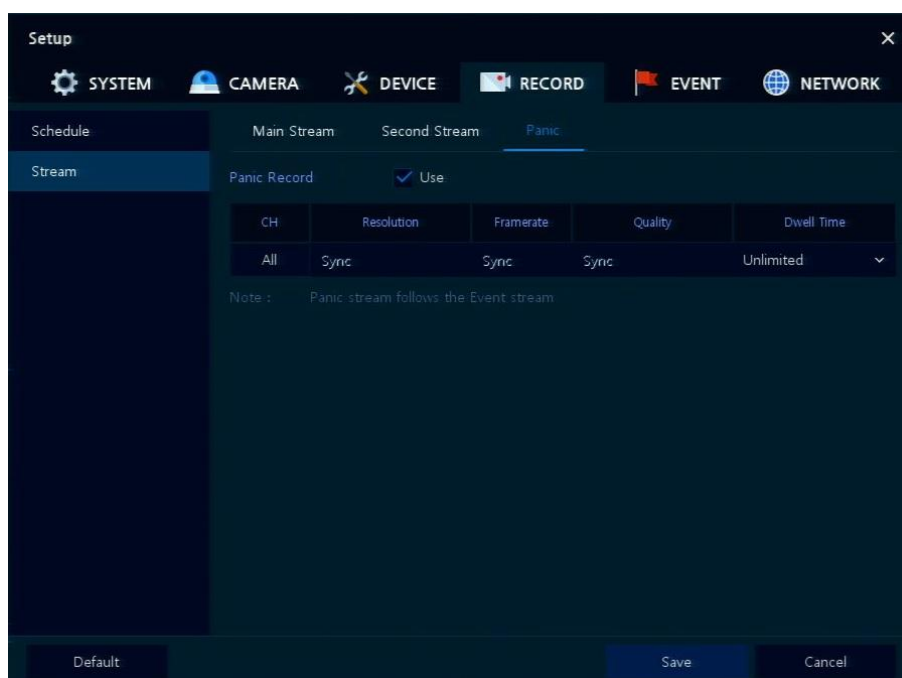 Setup
SYSTEM CAMERA DEVICE RECORD EVENT NETWORK
Schedule
Stream
Main Stream Second Stream Panic
Panic Record Use
CH Resolution Framerate Quality Dwell Time
All Sync Sync Sync Unlimited
Note : Panic stream follows the Event stream
Default Save Cancel